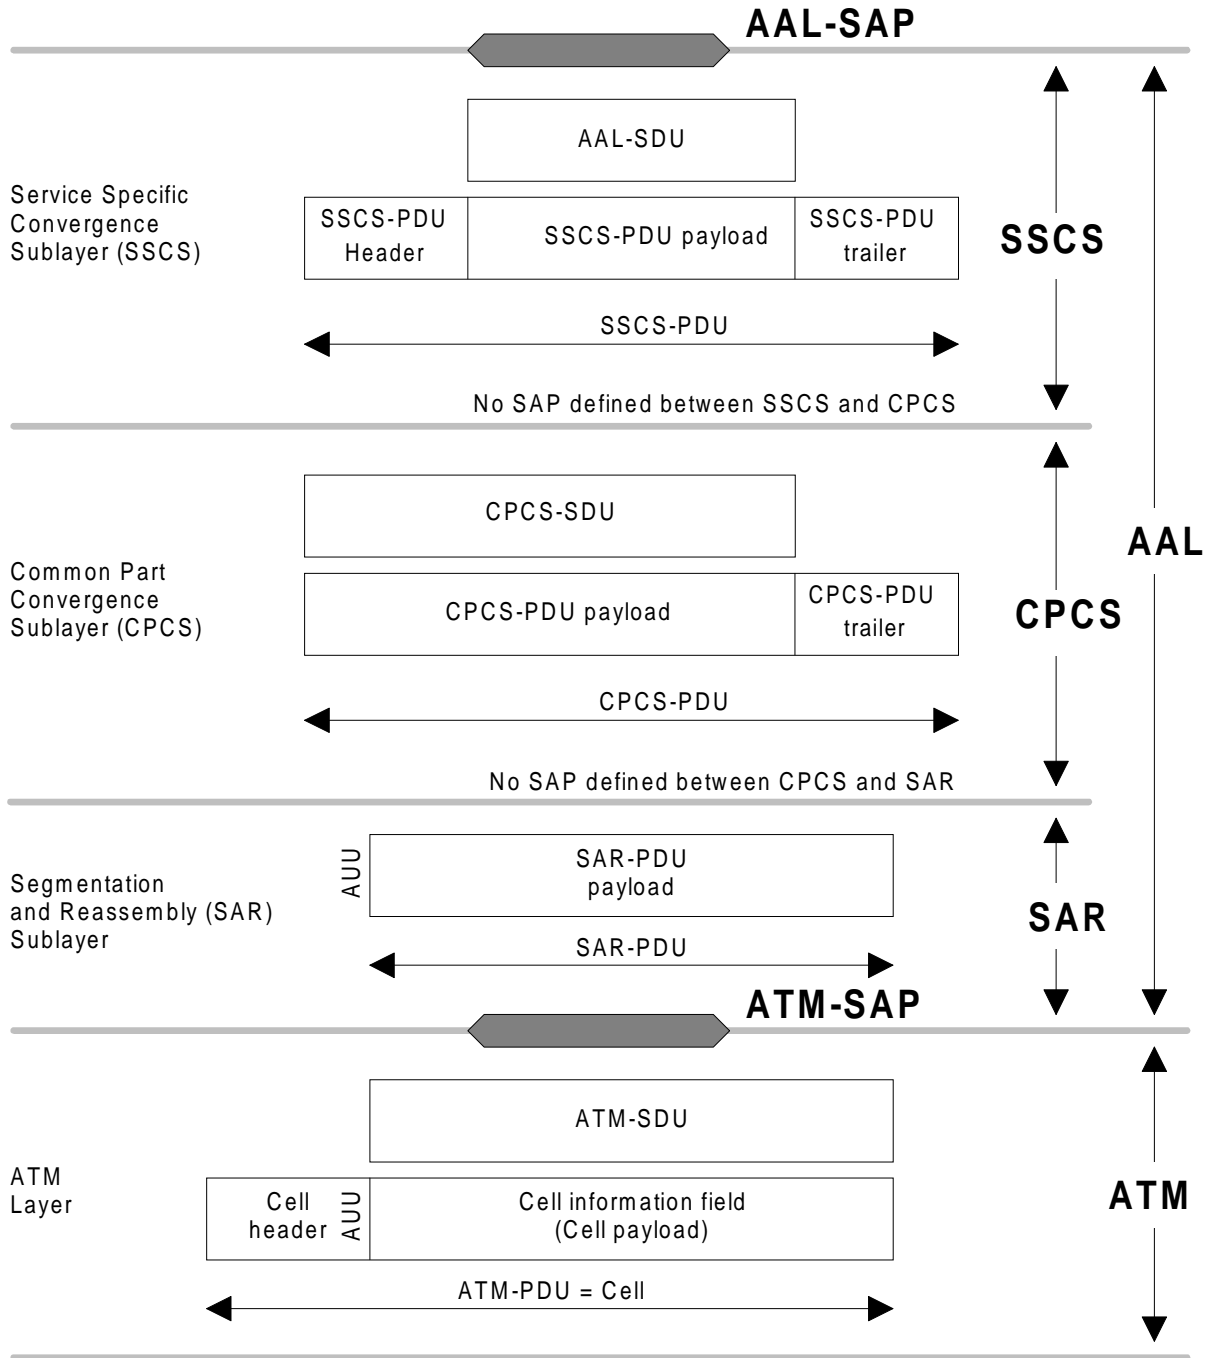 AAL-SAP
AAL-SDU
Service Specific
Convergence
Sublayer (SSCS)
SSCS-PDU
Header
SSCS-PDU payload
SSCS-PDU
trailer
SSCS
SSCS-PDU
No SAP defined between SSCS and CPCS
CPCS-SDU
AAL
Common Part
Convergence
Sublayer (CPCS)
CPCS-PDU payload
CPCS-PDU
trailer
CPCS
CPCS-PDU
No SAP defined between CPCS and SAR
AUU
SAR-PDU
payload
Segmentation
and Reassembly (SAR)
Sublayer
SAR
SAR-PDU
ATM-SAP
ATM-SDU
ATM
Layer
Cell
header
AUU
Cell information field
(Cell payload)
ATM
ATM-PDU = Cell